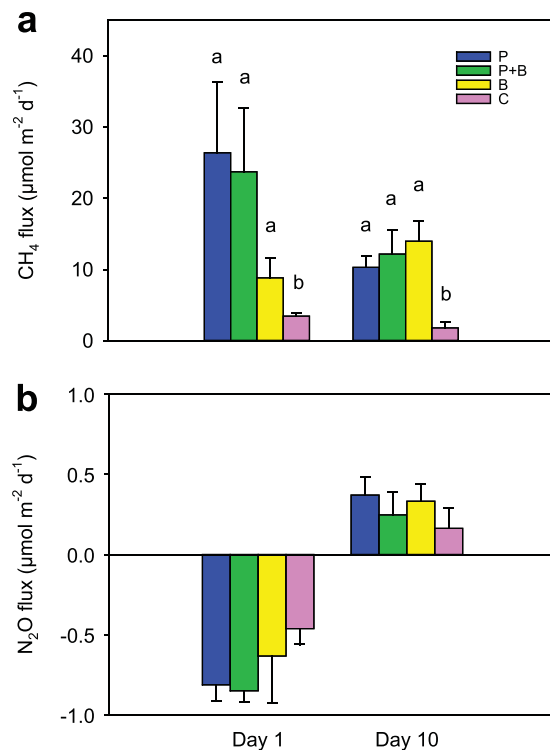 a
CH₄ flux (µmol m⁻² d⁻¹)
40
30
20
10
0
a
a
a
b
a
a
a
b
P
P+B
B
C
b
N₂O flux (µmol m⁻² d⁻¹)
1.0
0.5
0.0
-0.5
-1.0
Day 1
Day 10